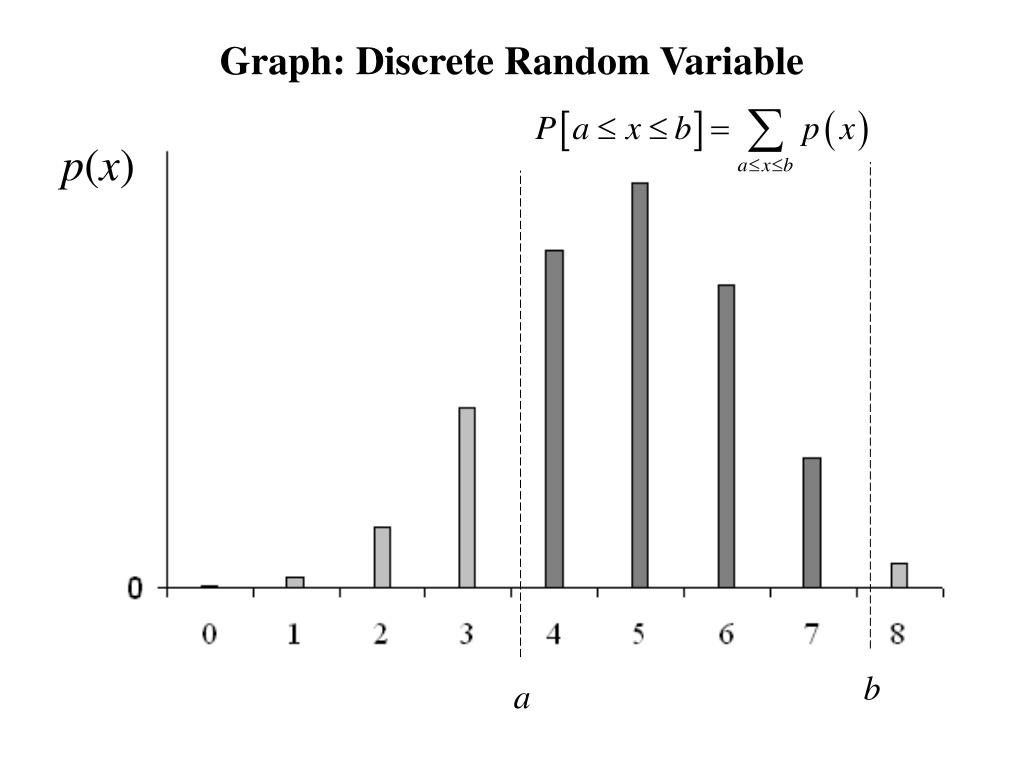 Graph: Discrete Random Variable
P[a ≤ x ≤ b] = ∑ p(x)
a≤x≤b
p(x)
0
0 1 2 3 4 5 6 7 8
a b